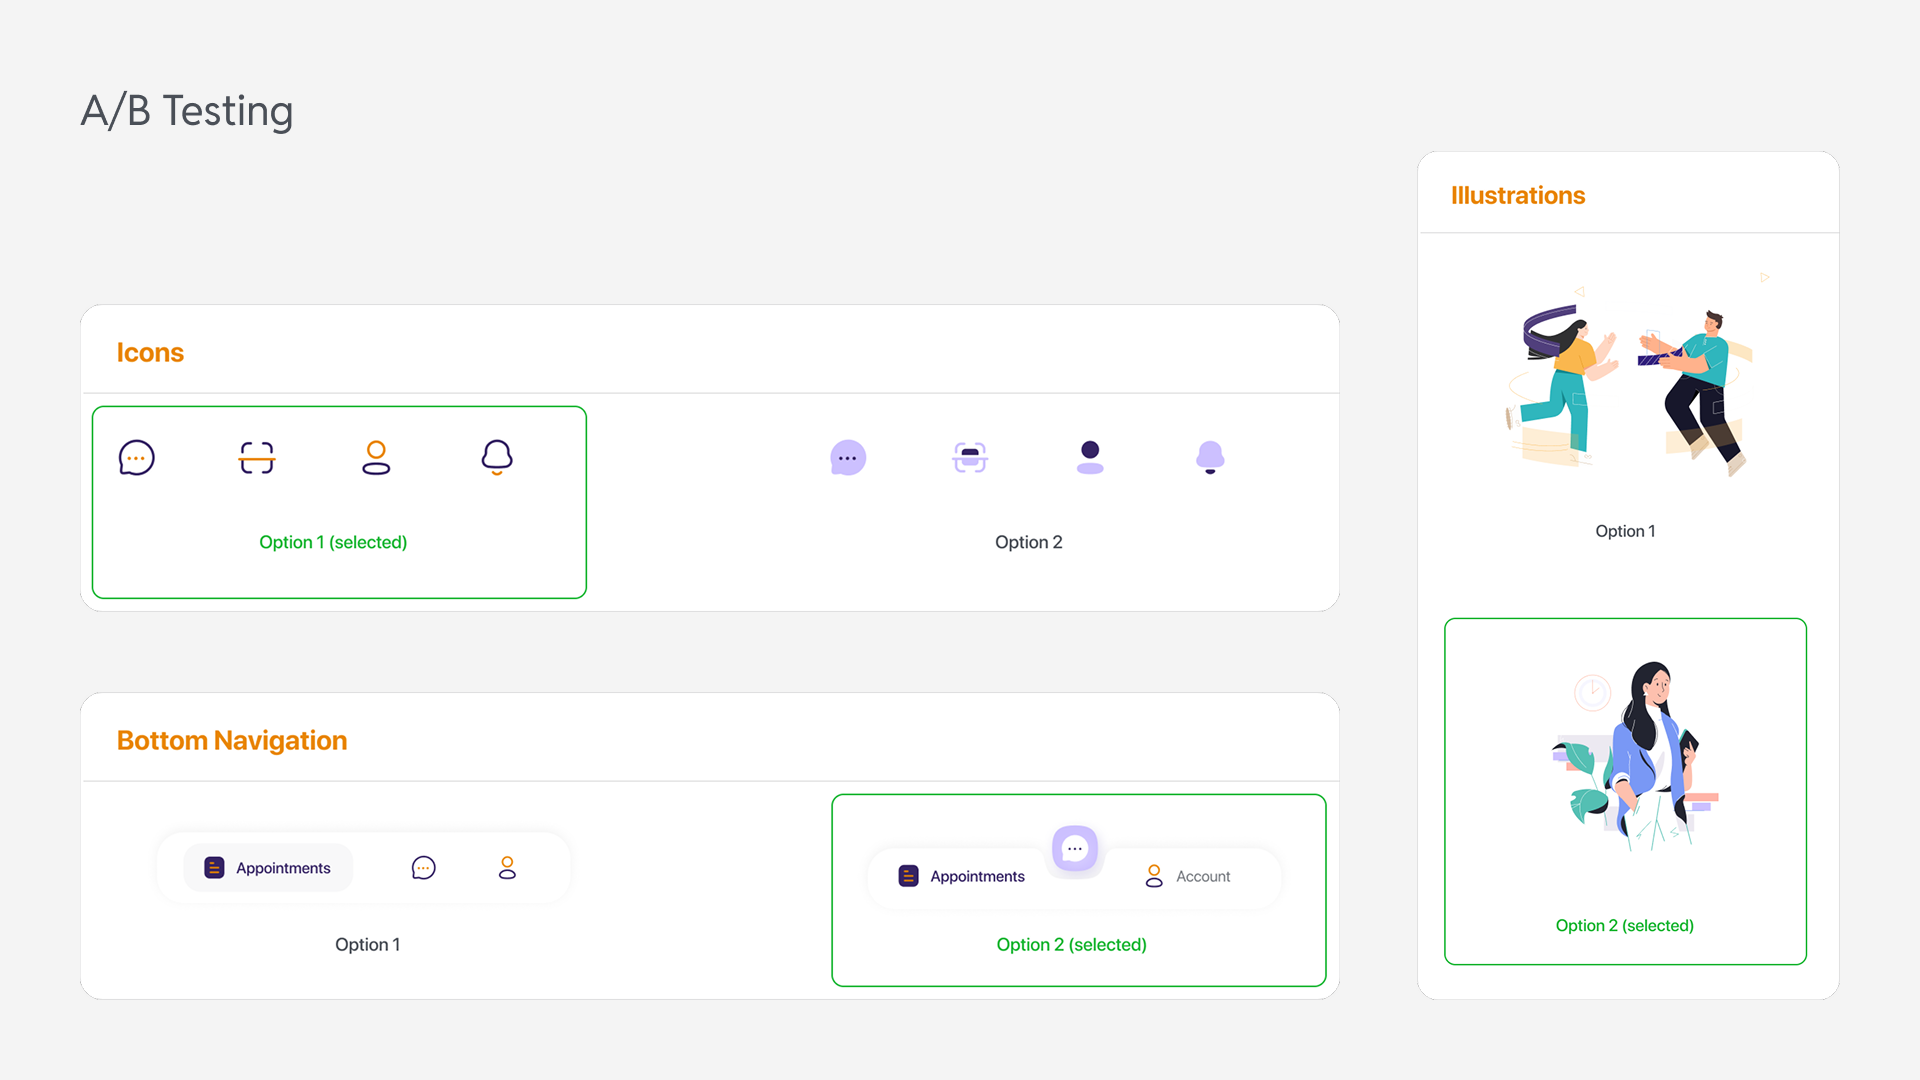 A/B Testing
Icons
Option 1 (selected)
Option 2
Bottom Navigation
Appointments
Option 1
Appointments
Account
Option 2 (selected)
Illustrations
Option 1
Option 2 (selected)